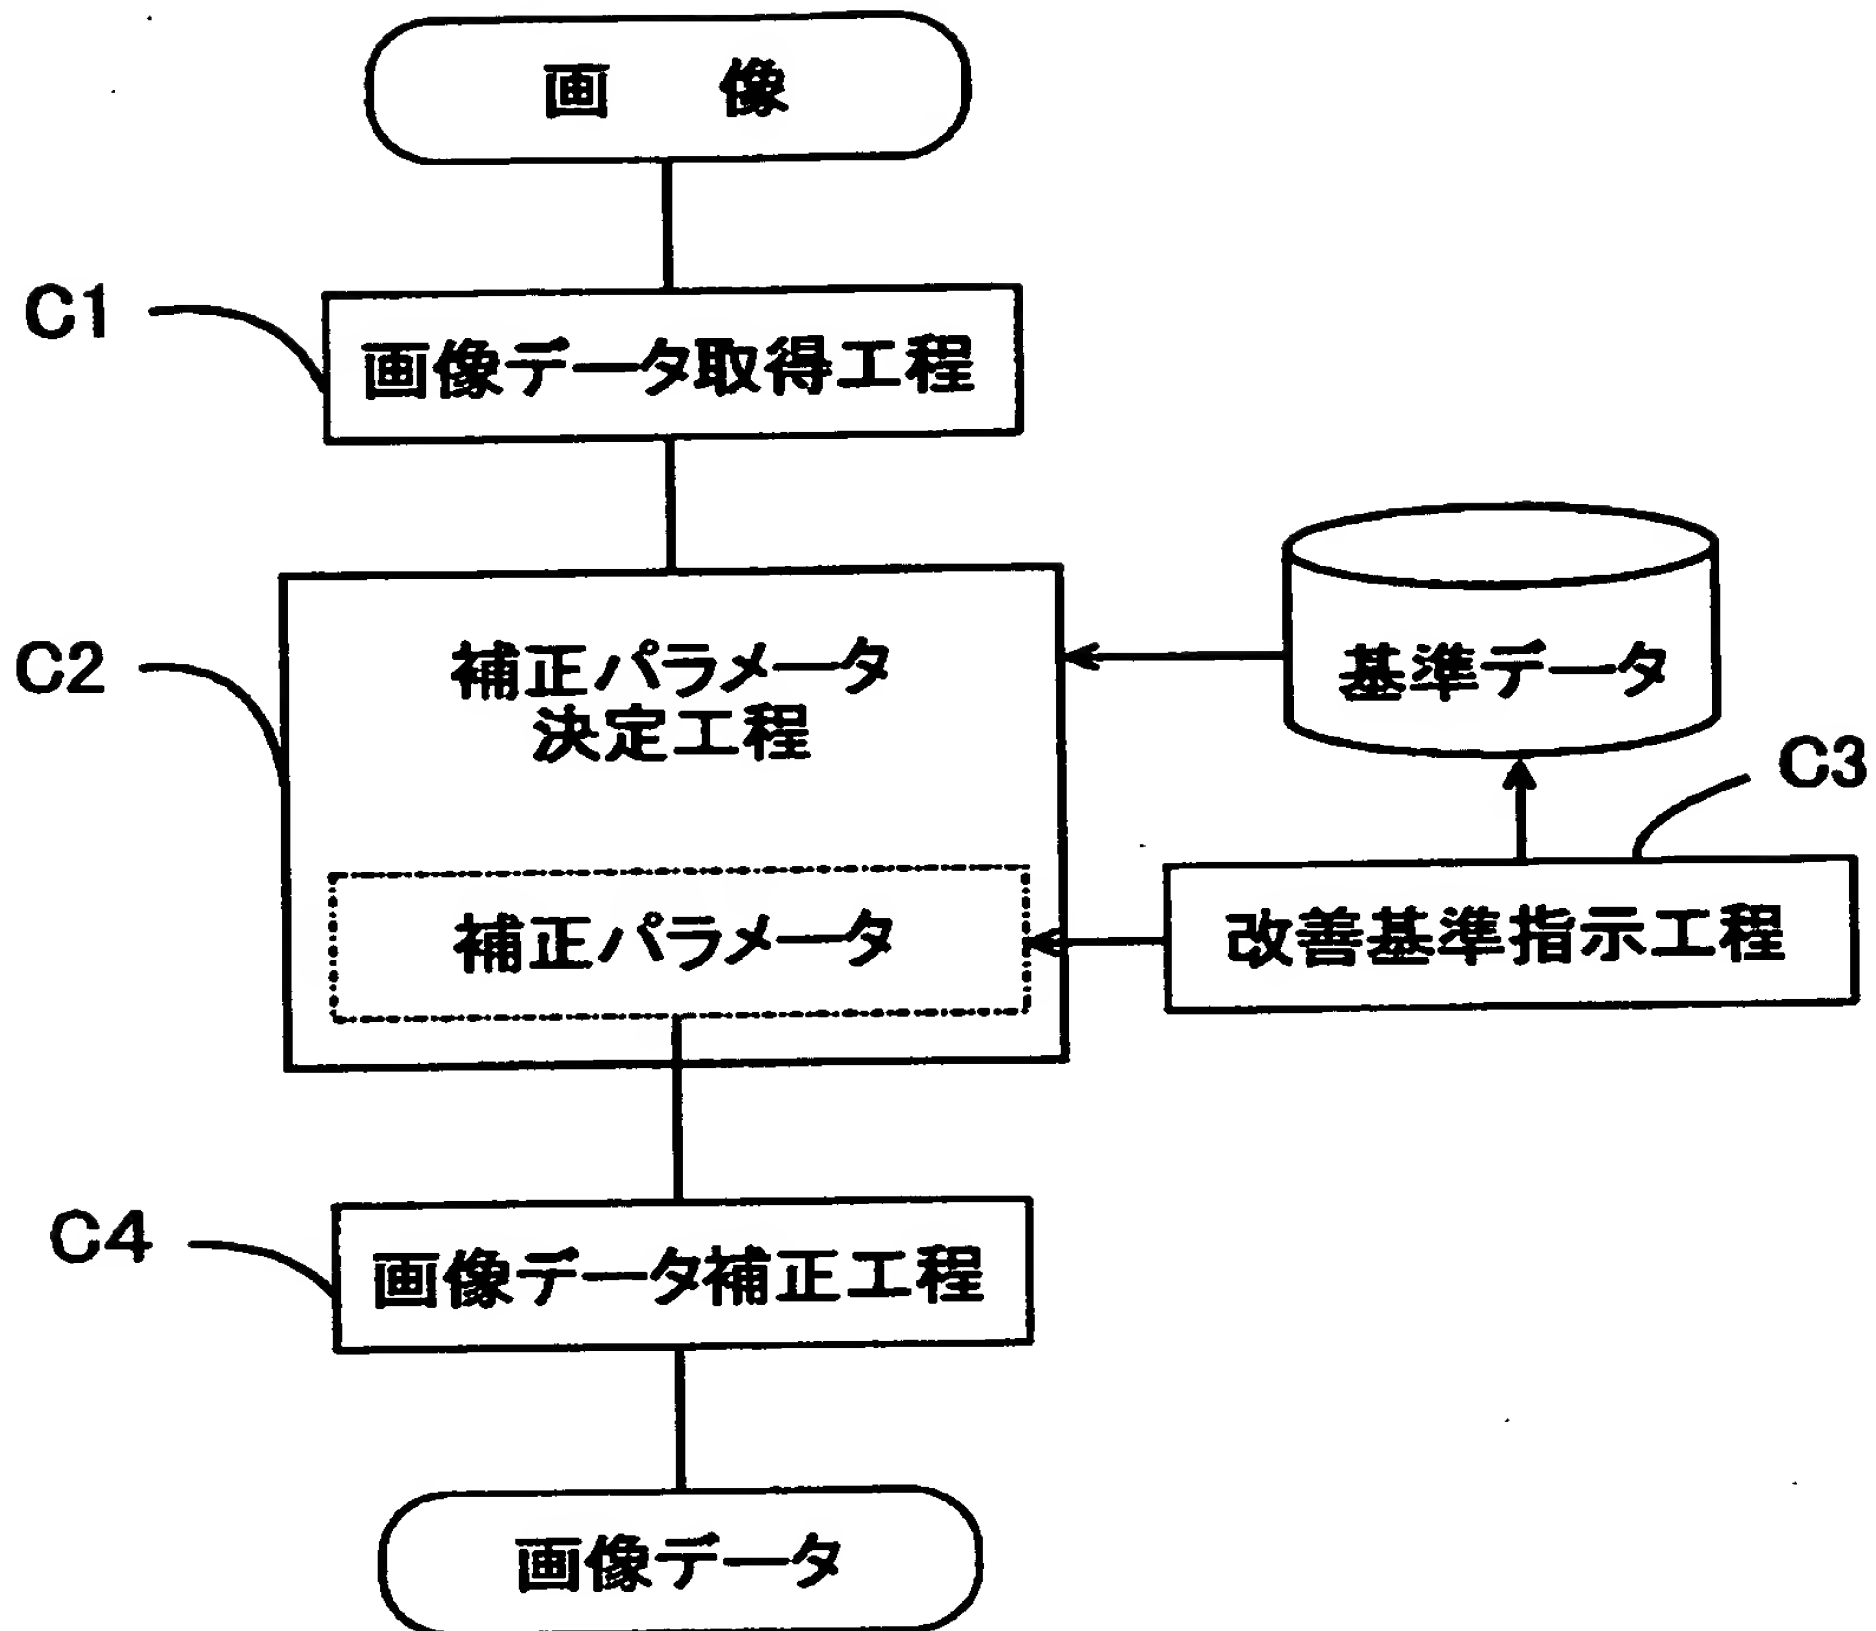 画 像
C1
画像データ取得工程
C2
補正パラメータ
決定工程
基準データ
C3
補正パラメータ
改善基準指示工程
C4
画像データ補正工程
画像データ